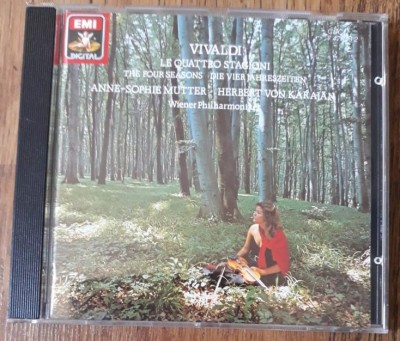 EMI
DIGITAL
VIVALDI
LE QUATTRO STAGIONI
THE FOUR SEASONS · DIE VIER JAHRESZEITEN
ANNE-SOPHIE MUTTER · HERBERT VON KARAJAN
Wiener Philharmoniker